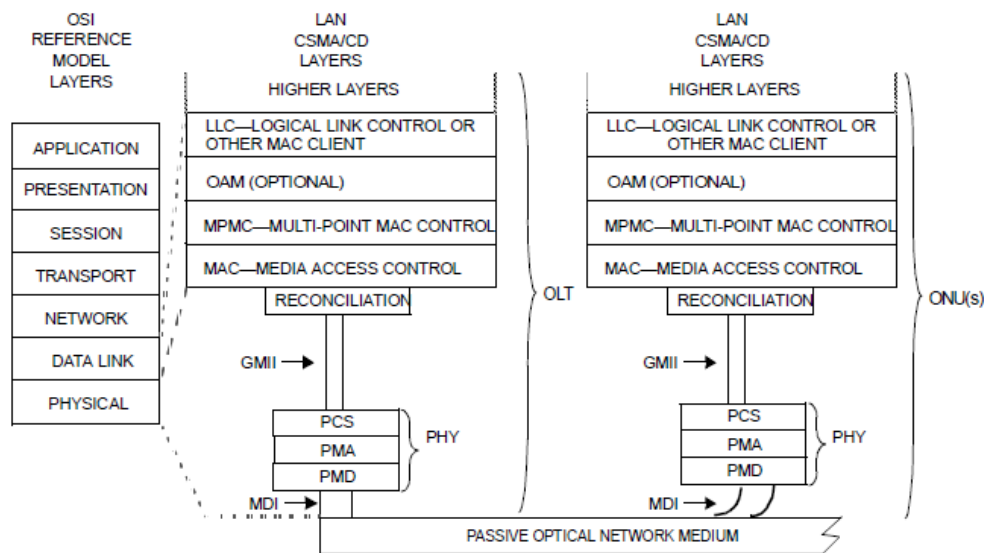 OSI
REFERENCE
MODEL
LAYERS
APPLICATION
PRESENTATION
SESSION
TRANSPORT
NETWORK
DATA LINK
PHYSICAL
LAN
CSMA/CD
LAYERS
HIGHER LAYERS
LLC—LOGICAL LINK CONTROL OR
OTHER MAC CLIENT
OAM (OPTIONAL)
MPMC—MULTI-POINT MAC CONTROL
MAC—MEDIA ACCESS CONTROL
RECONCILIATION
GMII
PCS
PMA
PMD
PHY
MDI
OLT
LAN
CSMA/CD
LAYERS
HIGHER LAYERS
LLC—LOGICAL LINK CONTROL OR
OTHER MAC CLIENT
OAM (OPTIONAL)
MPMC—MULTI-POINT MAC CONTROL
MAC—MEDIA ACCESS CONTROL
RECONCILIATION
GMII
PCS
PMA
PMD
PHY
MDI
ONU(s)
PASSIVE OPTICAL NETWORK MEDIUM